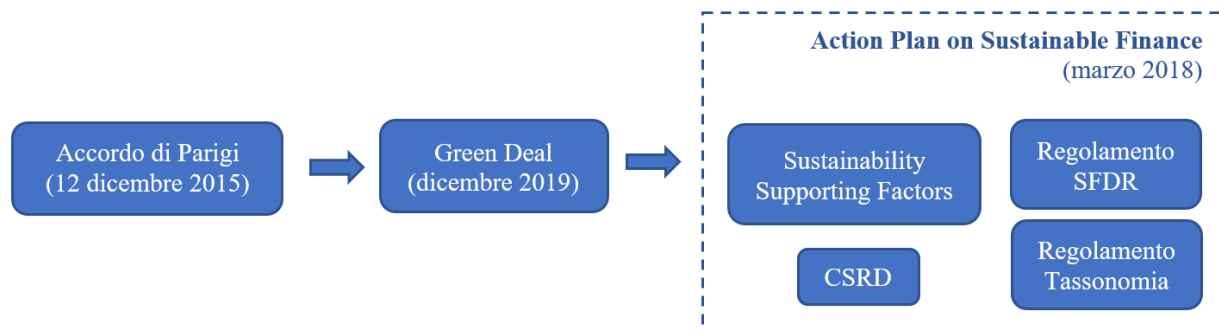 Action Plan on Sustainable Finance
(marzo 2018)
Accordo di Parigi
(12 dicembre 2015)
Green Deal
(dicembre 2019)
Sustainability
Supporting Factors
Regolamento
SFDR
CSRD
Regolamento
Tassonomia